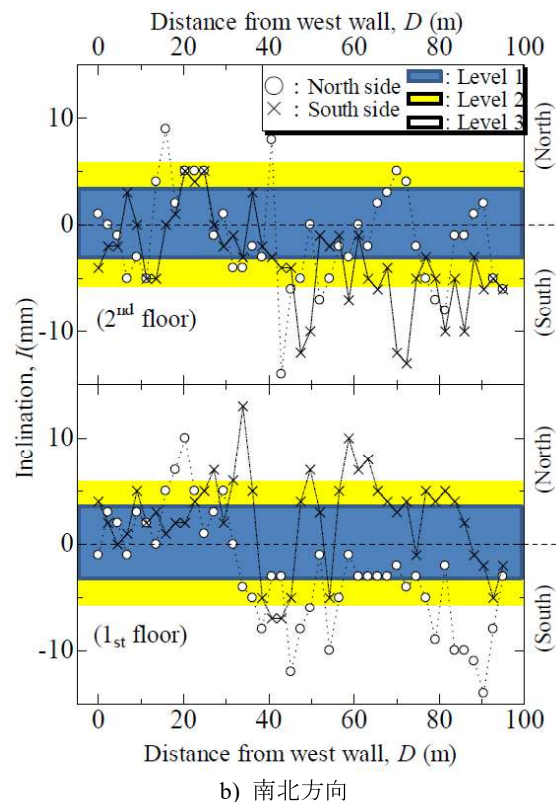 Distance from west wall, D (m)
0 20 40 60 80 100
○ : North side
× : South side
: Level 1
: Level 2
: Level 3
10
0
-10
(North)
(South)
(2nd floor)
Inclination, I(mm)
10
0
-10
(North)
(South)
(1st floor)
0 20 40 60 80 100
Distance from west wall, D (m)
b) 南北方向